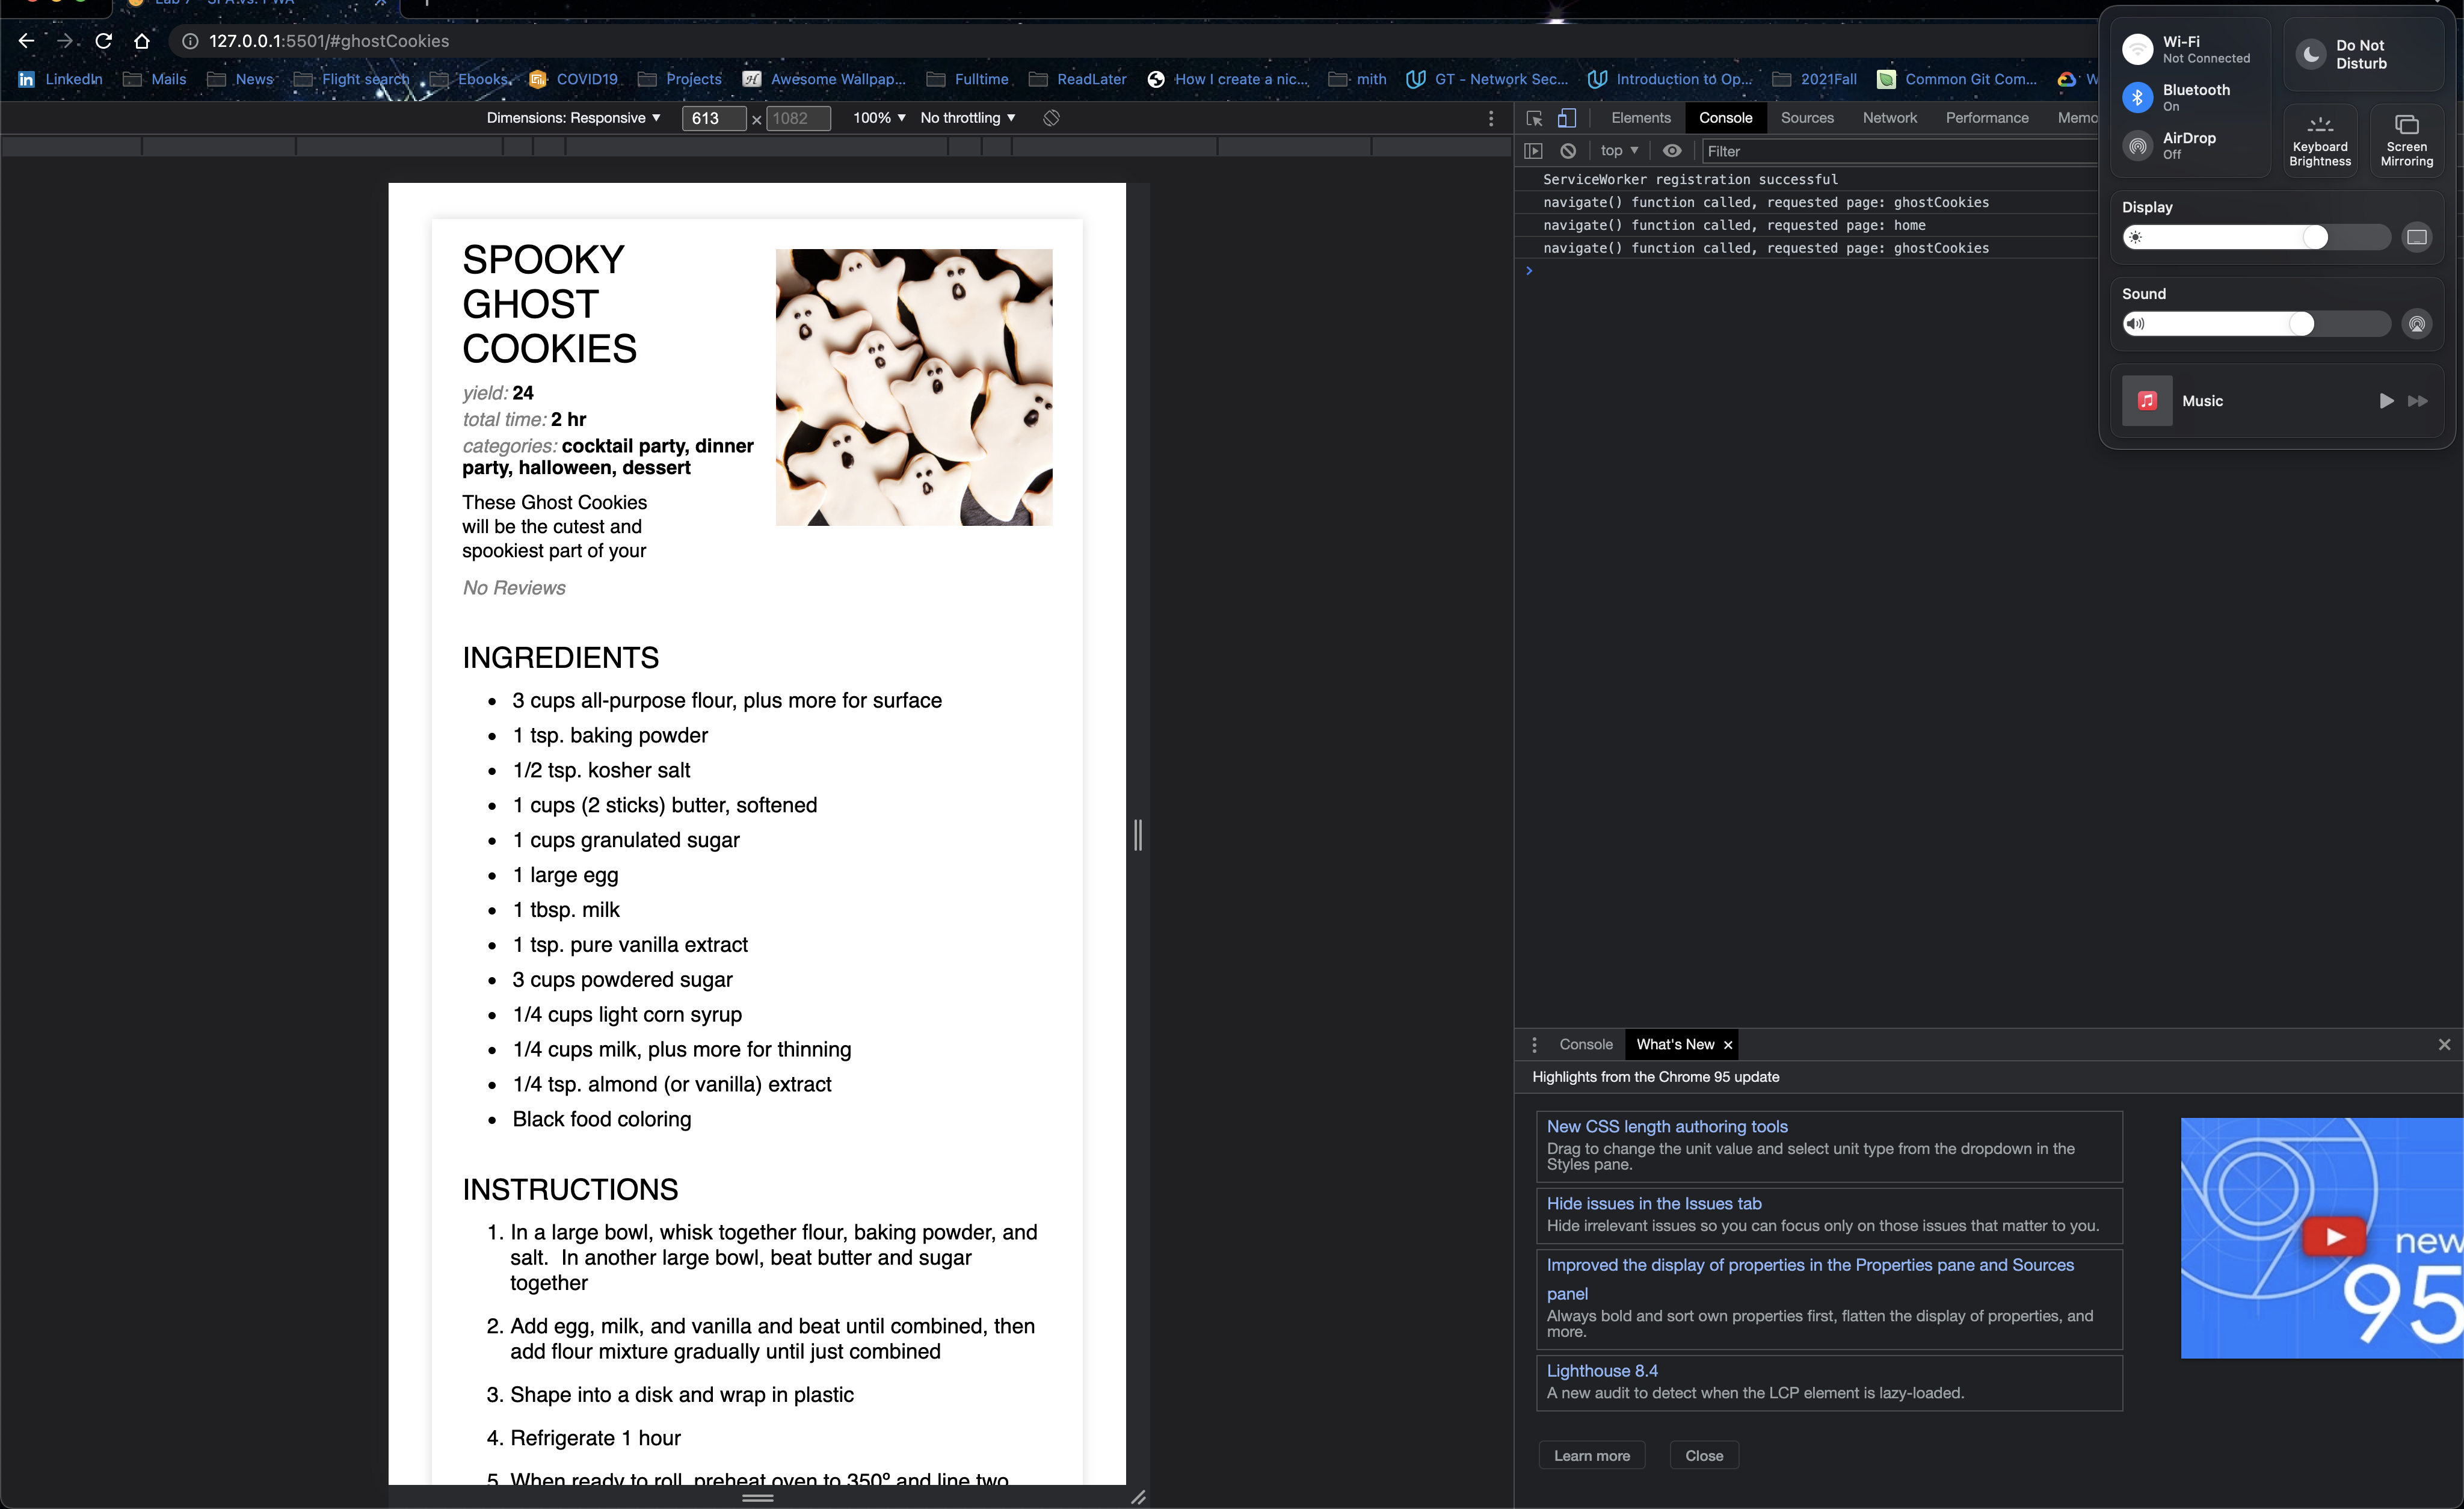 Lab 7 - SPA vs. PWA
127.0.0.1:5501/#ghostCookies
LinkedIn Mails News Flight search Ebooks COVID19 Projects Awesome Wallpap... Fulltime ReadLater How I create a nic... mith GT - Network Sec... Introduction to Op... 2021Fall Common Git Com... W
Dimensions: Responsive ▼ 613 × 1082 100% ▼ No throttling ▼
SPOOKY
GHOST
COOKIES
yield: 24
total time: 2 hr
categories: cocktail party, dinner
party, halloween, dessert
These Ghost Cookies
will be the cutest and
spookiest part of your
No Reviews
INGREDIENTS
• 3 cups all-purpose flour, plus more for surface
• 1 tsp. baking powder
• 1/2 tsp. kosher salt
• 1 cups (2 sticks) butter, softened
• 1 cups granulated sugar
• 1 large egg
• 1 tbsp. milk
• 1 tsp. pure vanilla extract
• 3 cups powdered sugar
• 1/4 cups light corn syrup
• 1/4 cups milk, plus more for thinning
• 1/4 tsp. almond (or vanilla) extract
• Black food coloring
INSTRUCTIONS
1. In a large bowl, whisk together flour, baking powder, and
salt. In another large bowl, beat butter and sugar
together
2. Add egg, milk, and vanilla and beat until combined, then
add flour mixture gradually until just combined
3. Shape into a disk and wrap in plastic
4. Refrigerate 1 hour
5. When ready to roll, preheat oven to 350º and line two
Elements Console Sources Network Performance Memo
top ▼ Filter
ServiceWorker registration successful
navigate() function called, requested page: ghostCookies
navigate() function called, requested page: home
navigate() function called, requested page: ghostCookies
>
Console What's New ×
Highlights from the Chrome 95 update
New CSS length authoring tools
Drag to change the unit value and select unit type from the dropdown in the
Styles pane.
Hide issues in the Issues tab
Hide irrelevant issues so you can focus only on those issues that matter to you.
Improved the display of properties in the Properties pane and Sources
panel
Always bold and sort own properties first, flatten the display of properties, and
more.
Lighthouse 8.4
A new audit to detect when the LCP element is lazy-loaded.
Learn more Close
new
95
Wi-Fi
Not Connected
Bluetooth
On
AirDrop
Off
Do Not
Disturb
Keyboard
Brightness
Screen
Mirroring
Display
Sound
Music